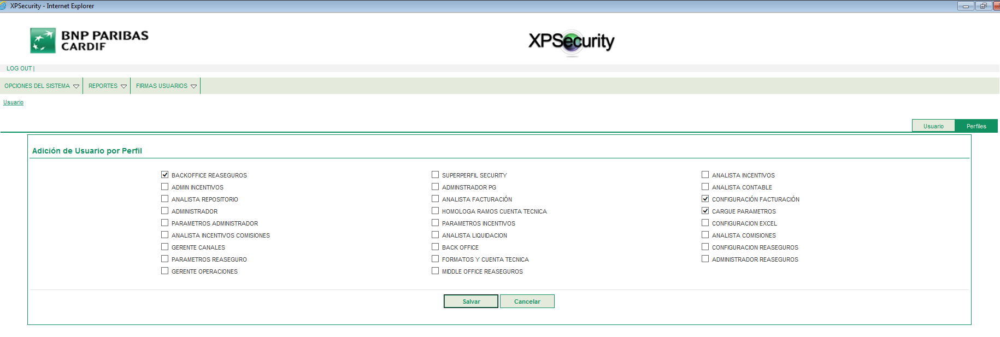 XPSecurity - Internet Explorer
BNP PARIBAS
CARDIF
XPSecurity
LOG OUT |
OPCIONES DEL SISTEMA REPORTES FIRMAS USUARIOS
Usuario
Usuario Perfiles
Adición de Usuario por Perfil
BACKOFFICE REASEGUROS SUPERPERFIL SECURITY ANALISTA INCENTIVOS
ADMIN INCENTIVOS ADMINSTRADOR PG ANALISTA CONTABLE
ANALISTA REPOSITORIO ANALISTA FACTURACIÓN CONFIGURACIÓN FACTURACIÓN
ADMINISTRADOR HOMOLOGA RAMOS CUENTA TECNICA CARGUE PARAMETROS
PARAMETROS ADMINISTRADOR PARAMETROS INCENTIVOS CONFIGURACION EXCEL
ANALISTA INCENTIVOS COMISIONES ANALISTA LIQUIDACION ANALISTA COMISIONES
GERENTE CANALES BACK OFFICE CONFIGURACION REASEGUROS
PARAMETROS REASEGURO FORMATOS Y CUENTA TECNICA ADMINISTRADOR REASEGUROS
GERENTE OPERACIONES MIDDLE OFFICE REASEGUROS
Salvar Cancelar